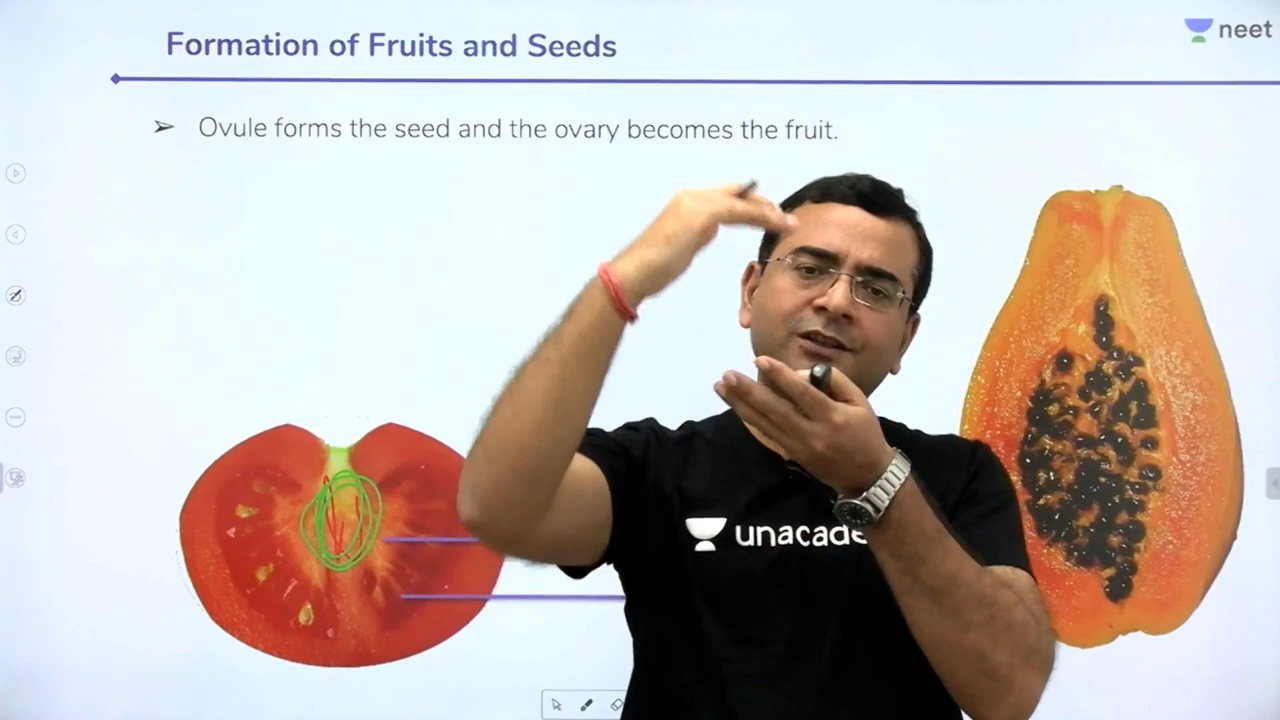 Formation of Fruits and Seeds
neet
➢ Ovule forms the seed and the ovary becomes the fruit.
unacade